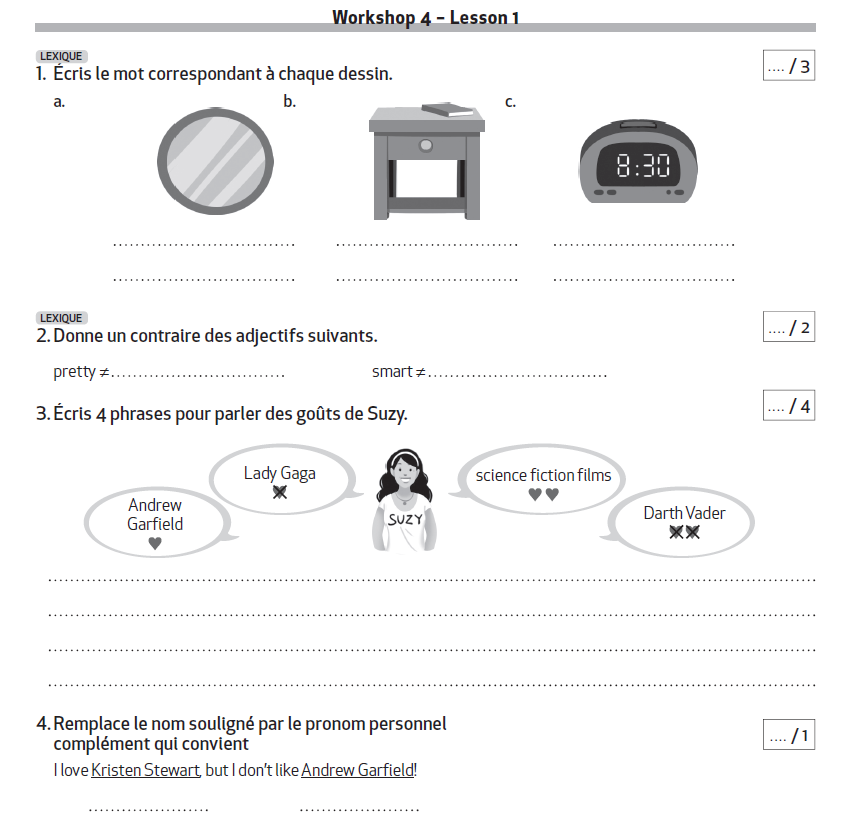 Workshop 4 – Lesson 1
LEXIQUE
1. Écris le mot correspondant à chaque dessin.
.... / 3
a.
b.
c.
8:30
LEXIQUE
2. Donne un contraire des adjectifs suivants.
.... / 2
pretty ≠ ................................
smart ≠ .................................
3. Écris 4 phrases pour parler des goûts de Suzy.
.... / 4
Lady Gaga
science fiction films
Andrew
Garfield
SUZY
Darth Vader
4. Remplace le nom souligné par le pronom personnel
complément qui convient
.... / 1
I love Kristen Stewart, but I don't like Andrew Garfield!